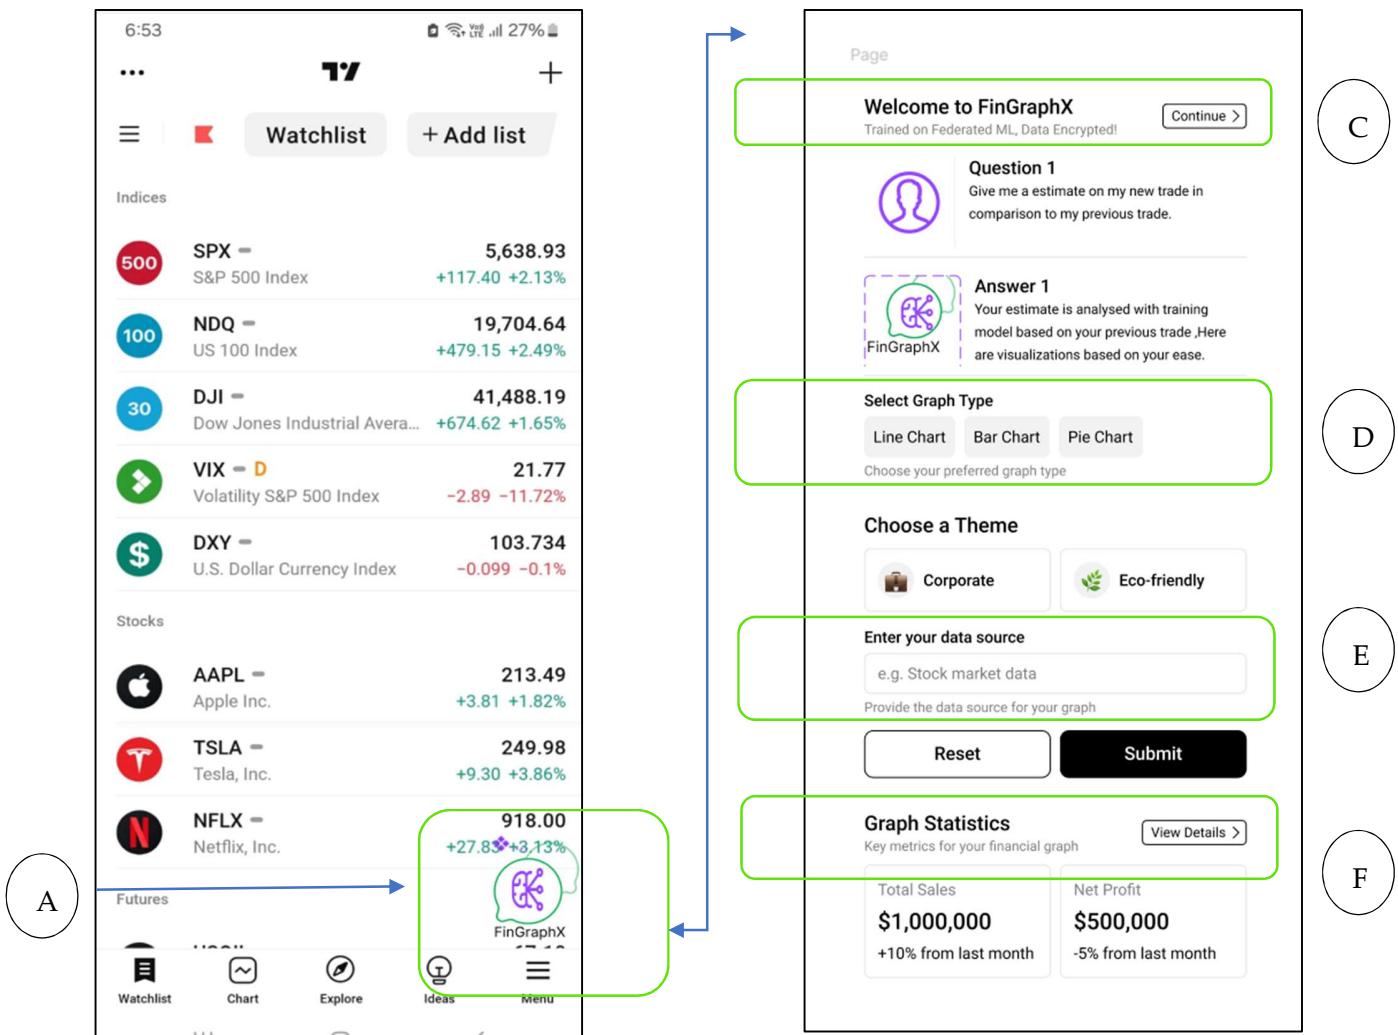 6:53
Vo)) LTE 27%
Watchlist
+ Add list
Indices
500
SPX
5,638.93
S&P 500 Index
+117.40 +2.13%
100
NDQ
19,704.64
US 100 Index
+479.15 +2.49%
30
DJI
41,488.19
Dow Jones Industrial Avera...
+674.62 +1.65%
VIX D
21.77
Volatility S&P 500 Index
−2.89 −11.72%
$
DXY
103.734
U.S. Dollar Currency Index
−0.099 −0.1%
Stocks
AAPL
213.49
Apple Inc.
+3.81 +1.82%
TSLA
249.98
Tesla, Inc.
+9.30 +3.86%
NFLX
918.00
Netflix, Inc.
+27.83 +3.13%
Futures
FinGraphX
Watchlist
Chart
Explore
Ideas
Menu
A
Page
Welcome to FinGraphX
Continue >
Trained on Federated ML, Data Encrypted!
C
Question 1
Give me a estimate on my new trade in
comparison to my previous trade.
FinGraphX
Answer 1
Your estimate is analysed with training
model based on your previous trade ,Here
are visualizations based on your ease.
Select Graph Type
Line Chart
Bar Chart
Pie Chart
Choose your preferred graph type
D
Choose a Theme
Corporate
Eco-friendly
Enter your data source
e.g. Stock market data
Provide the data source for your graph
E
Reset
Submit
Graph Statistics
View Details >
Key metrics for your financial graph
F
Total Sales
$1,000,000
+10% from last month
Net Profit
$500,000
-5% from last month